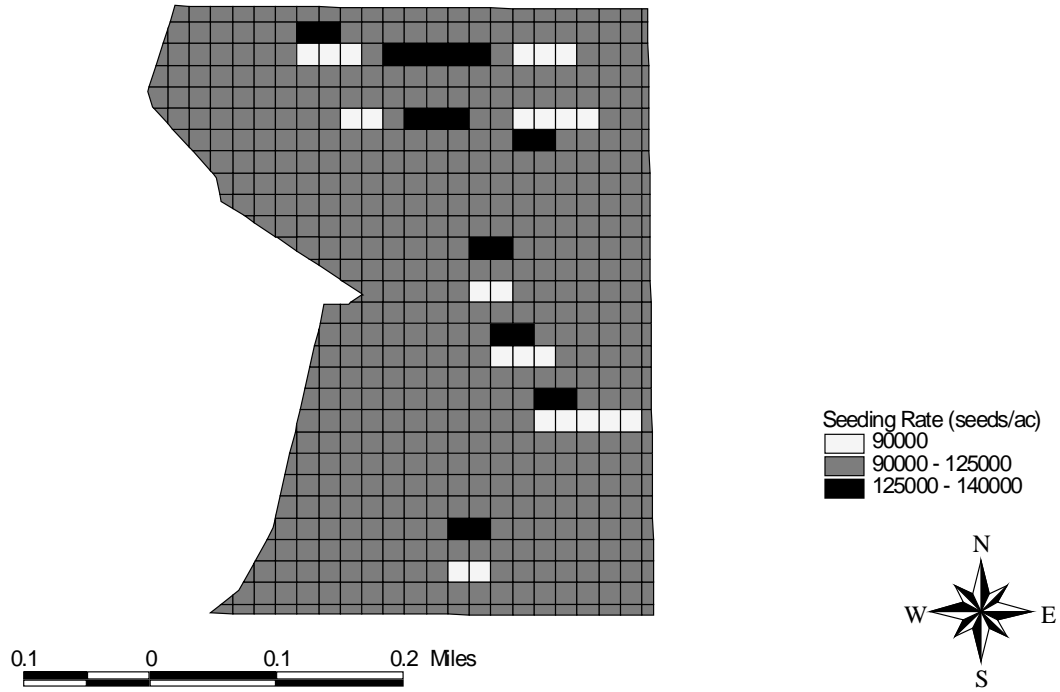 Seeding Rate (seeds/ac)
90000
90000 - 125000
125000 - 140000
N
W E
S
0.1 0 0.1 0.2 Miles